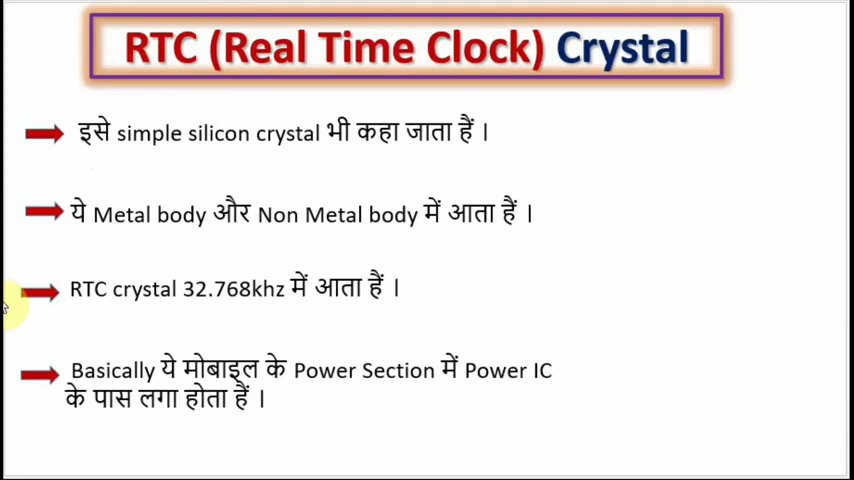 RTC (Real Time Clock) Crystal
इसे simple silicon crystal भी कहा जाता हैं ।
ये Metal body और Non Metal body में आता हैं ।
RTC crystal 32.768khz में आता हैं ।
Basically ये मोबाइल के Power Section में Power IC
के पास लगा होता हैं ।